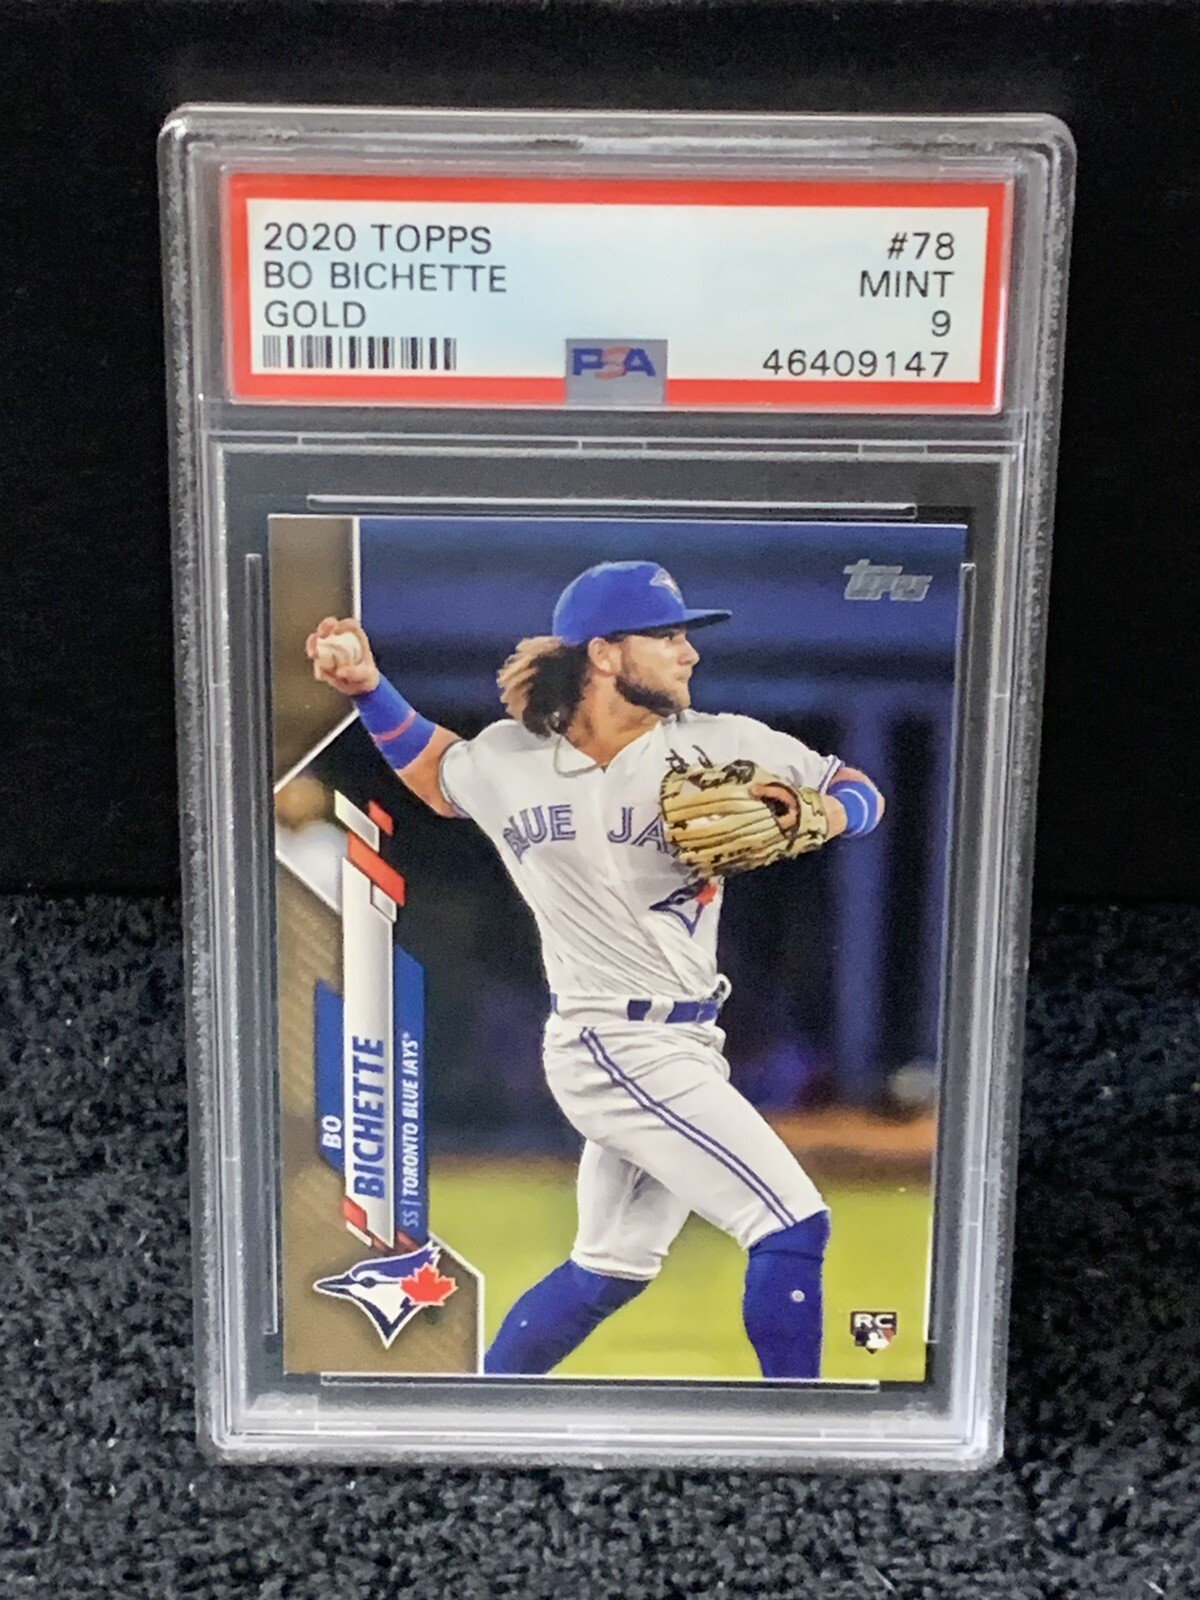 2020 TOPPS
BO BICHETTE
GOLD
#78
MINT
9
46409147
PSA
Topps
BLUE JA
BO
BICHETTE
SS | TORONTO BLUE JAYS®
RC